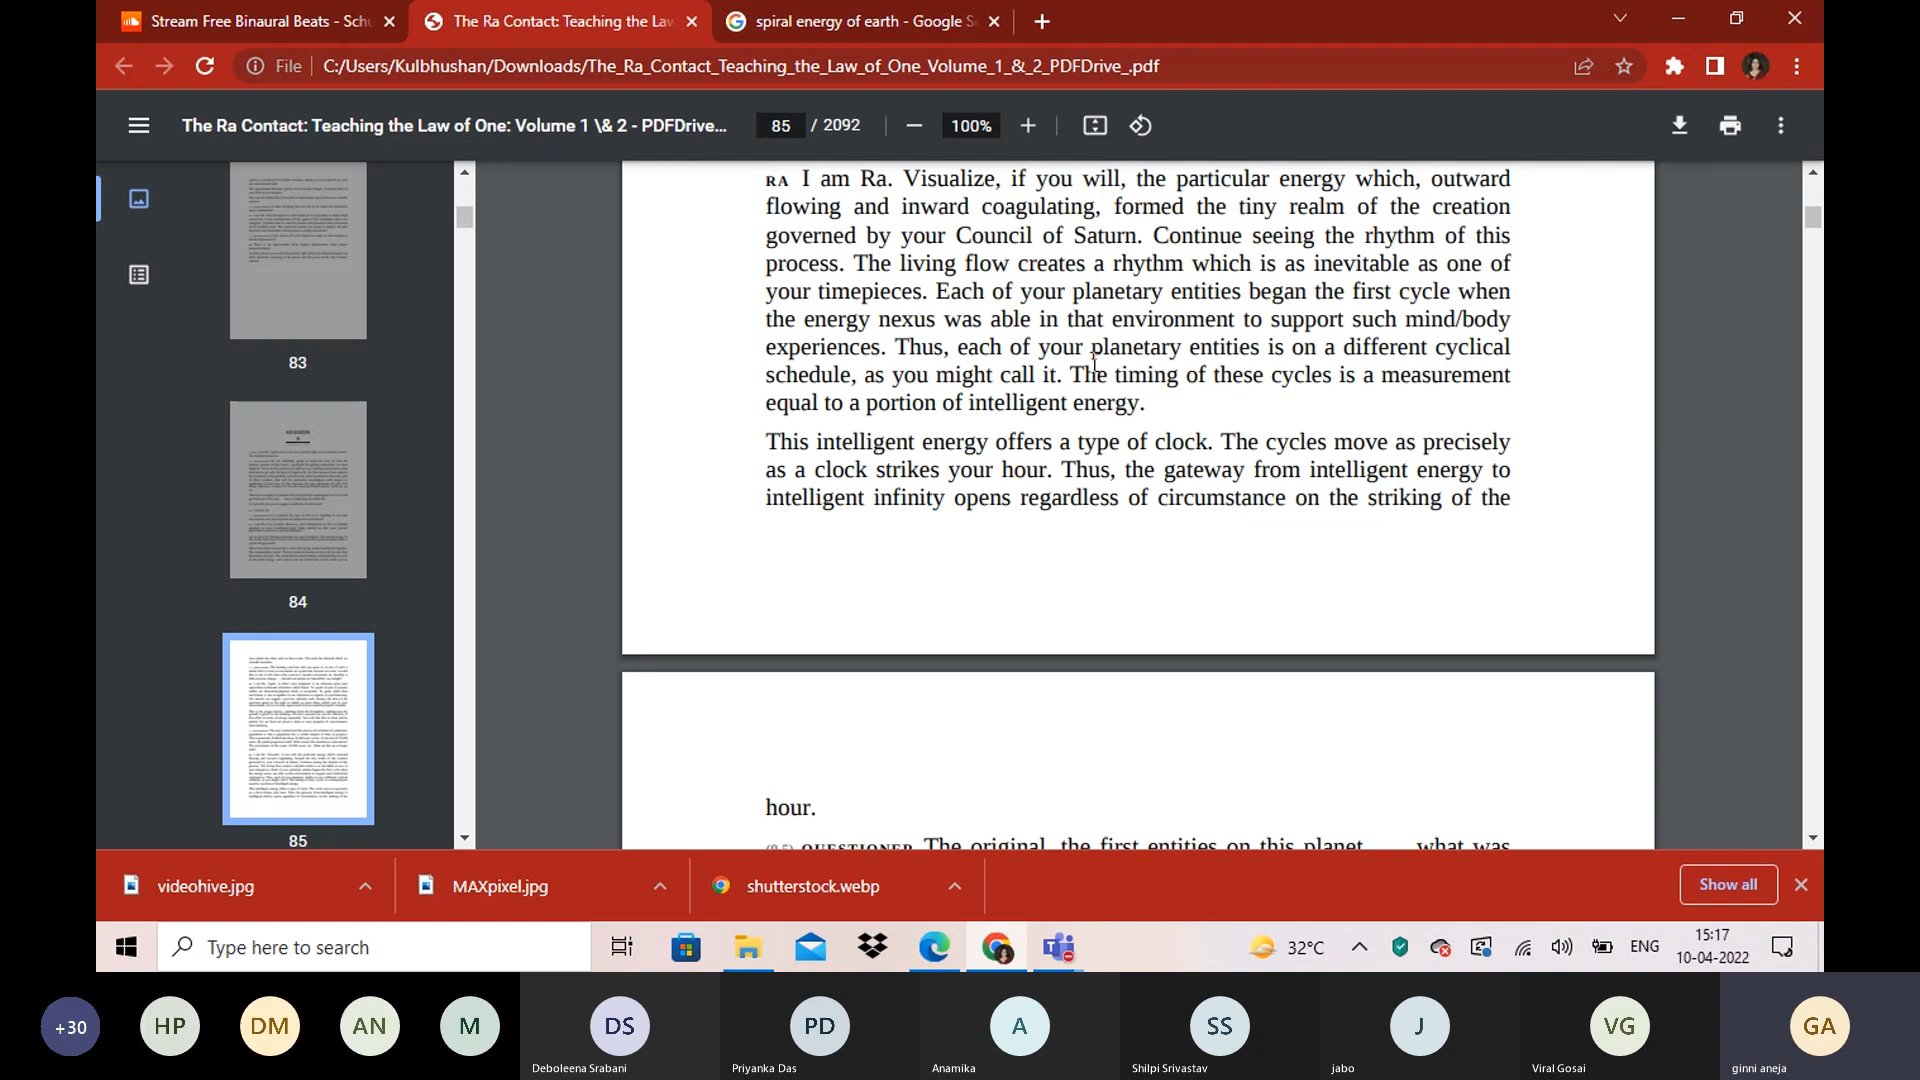 Stream Free Binaural Beats - Sch
The Ra Contact: Teaching the Law
spiral energy of earth - Google S
File
C:/Users/Kulbhushan/Downloads/The_Ra_Contact_Teaching_the_Law_of_One_Volume_1_&_2_PDFDrive_.pdf
The Ra Contact: Teaching the Law of One: Volume 1 \& 2 - PDFDrive...
85 / 2092
100%
83
84
85
RA I am Ra. Visualize, if you will, the particular energy which, outward
flowing and inward coagulating, formed the tiny realm of the creation
governed by your Council of Saturn. Continue seeing the rhythm of this
process. The living flow creates a rhythm which is as inevitable as one of
your timepieces. Each of your planetary entities began the first cycle when
the energy nexus was able in that environment to support such mind/body
experiences. Thus, each of your planetary entities is on a different cyclical
schedule, as you might call it. The timing of these cycles is a measurement
equal to a portion of intelligent energy.
This intelligent energy offers a type of clock. The cycles move as precisely
as a clock strikes your hour. Thus, the gateway from intelligent energy to
intelligent infinity opens regardless of circumstance on the striking of the
hour.
QUESTIONER The original, the first entities on this planet what was
videohive.jpg
MAXpixel.jpg
shutterstock.webp
Show all
Type here to search
32°C
ENG
15:17
10-04-2022
+30
HP
DM
AN
M
DS
PD
A
SS
J
VG
GA
Deboleena Srabani
Priyanka Das
Anamika
Shilpi Srivastav
jabo
Viral Gosai
ginni aneja